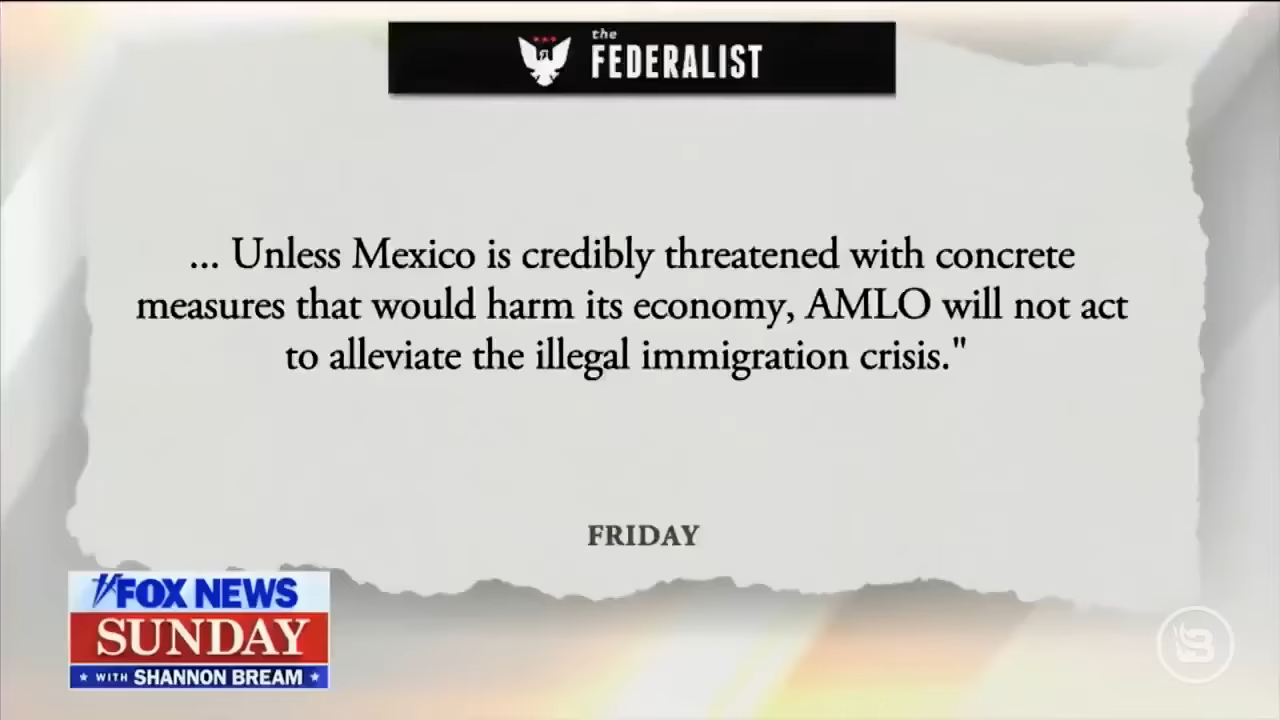 the
FEDERALIST
... Unless Mexico is credibly threatened with concrete
measures that would harm its economy, AMLO will not act
to alleviate the illegal immigration crisis."
FRIDAY
FOX NEWS
SUNDAY
WITH SHANNON BREAM
B